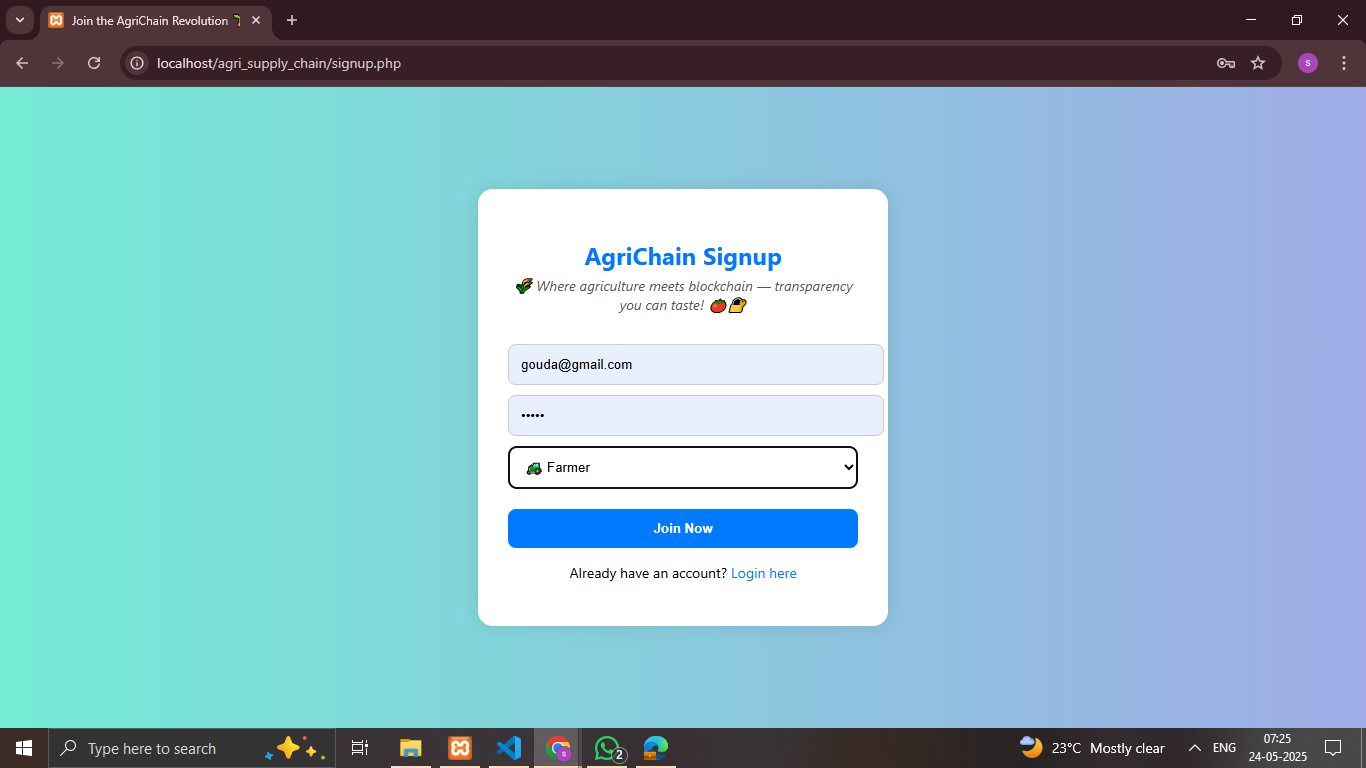 Join the AgriChain Revolution
localhost/agri_supply_chain/signup.php
s
AgriChain Signup
🌾 Where agriculture meets blockchain — transparency
you can taste! 🍅🔐
gouda@gmail.com
•••••
🚜 Farmer
Join Now
Already have an account? Login here
Type here to search
s
2
23°C Mostly clear
ENG
07:25
24-05-2025